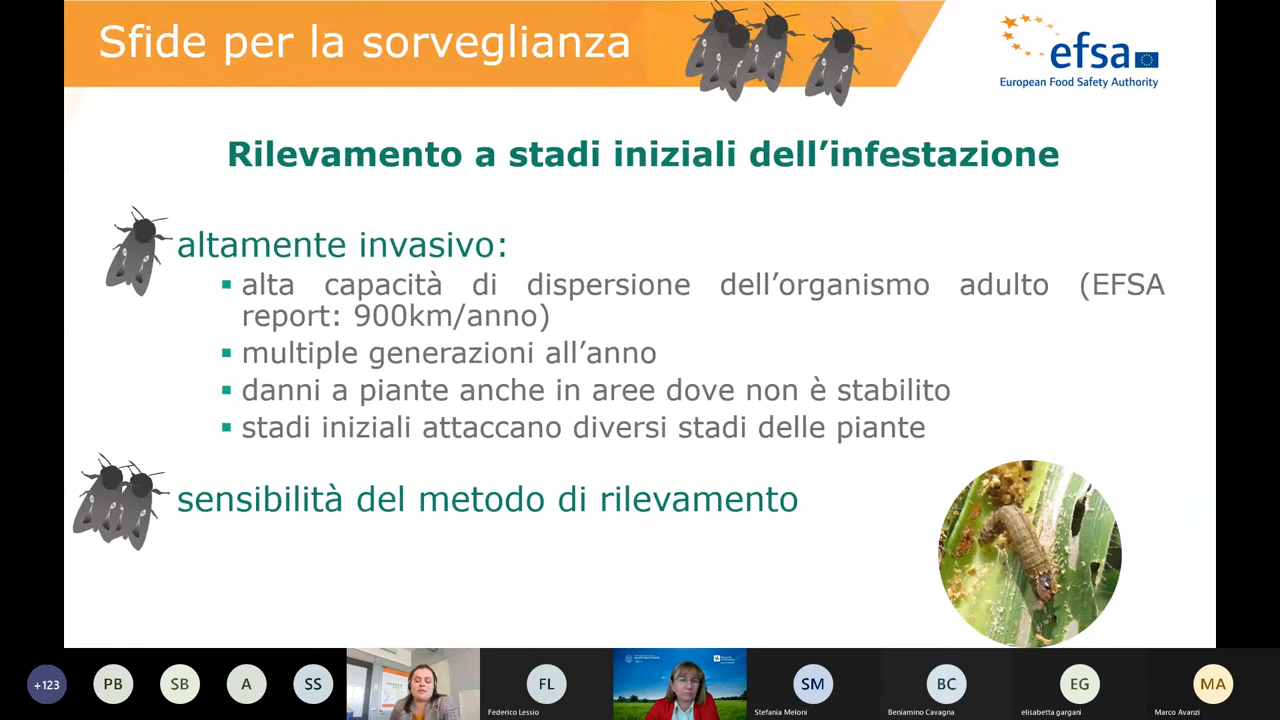 Sfide per la sorveglianza
efsa
European Food Safety Authority
Rilevamento a stadi iniziali dell’infestazione
altamente invasivo:
alta capacità di dispersione dell’organismo adulto (EFSA
report: 900km/anno)
multiple generazioni all’anno
danni a piante anche in aree dove non è stabilito
stadi iniziali attaccano diversi stadi delle piante
sensibilità del metodo di rilevamento
+123
PB
SB
A
SS
FL
SM
BC
EG
MA
Federico Lessio
Stefania Meloni
Beniamino Cavagna
elisabetta gargani
Marco Avanzi